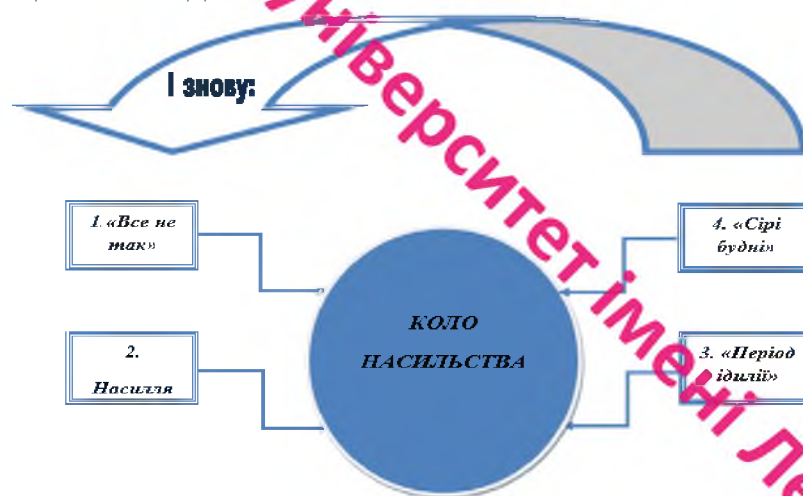 І знову:
1. «Все не
так»
4. «Сірі
будні»
КОЛО
НАСИЛЬСТВА
2.
Насилля
3. «Період
ідилії»
університет імені